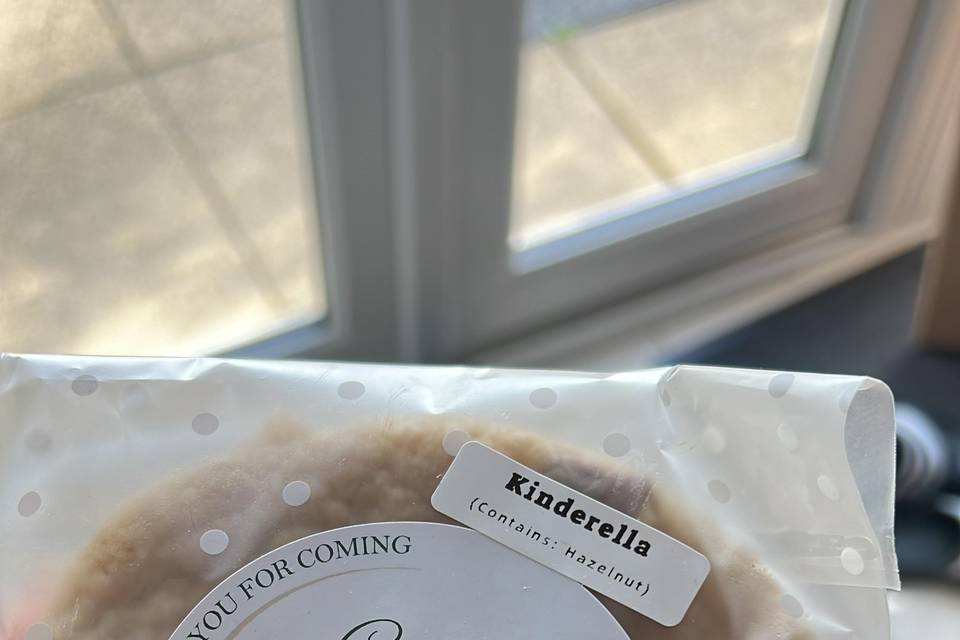 Kinderella
(Contains: Hazelnut)
YOU FOR COMING